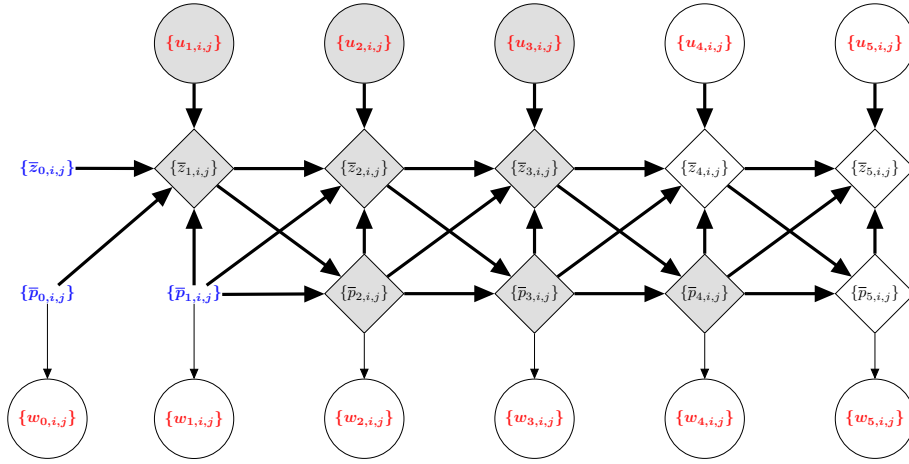 {u₁,ᵢ,ⱼ} {u₂,ᵢ,ⱼ} {u₃,ᵢ,ⱼ} {u₄,ᵢ,ⱼ} {u₅,ᵢ,ⱼ}
{z̅₀,ᵢ,ⱼ} {z̅₁,ᵢ,ⱼ} {z̅₂,ᵢ,ⱼ} {z̅₃,ᵢ,ⱼ} {z̅₄,ᵢ,ⱼ} {z̅₅,ᵢ,ⱼ}
{p̅₀,ᵢ,ⱼ} {p̅₁,ᵢ,ⱼ} {p̅₂,ᵢ,ⱼ} {p̅₃,ᵢ,ⱼ} {p̅₄,ᵢ,ⱼ} {p̅₅,ᵢ,ⱼ}
{w₀,ᵢ,ⱼ} {w₁,ᵢ,ⱼ} {w₂,ᵢ,ⱼ} {w₃,ᵢ,ⱼ} {w₄,ᵢ,ⱼ} {w₅,ᵢ,ⱼ}